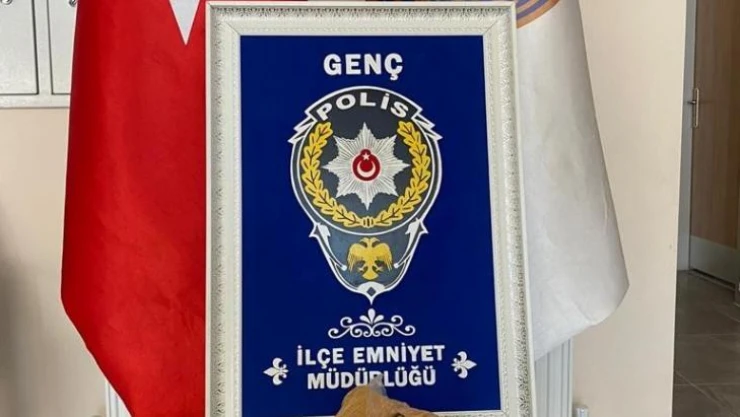 GENÇ
POLİS
İLÇE EMNİYET
MÜDÜRLÜĞÜ